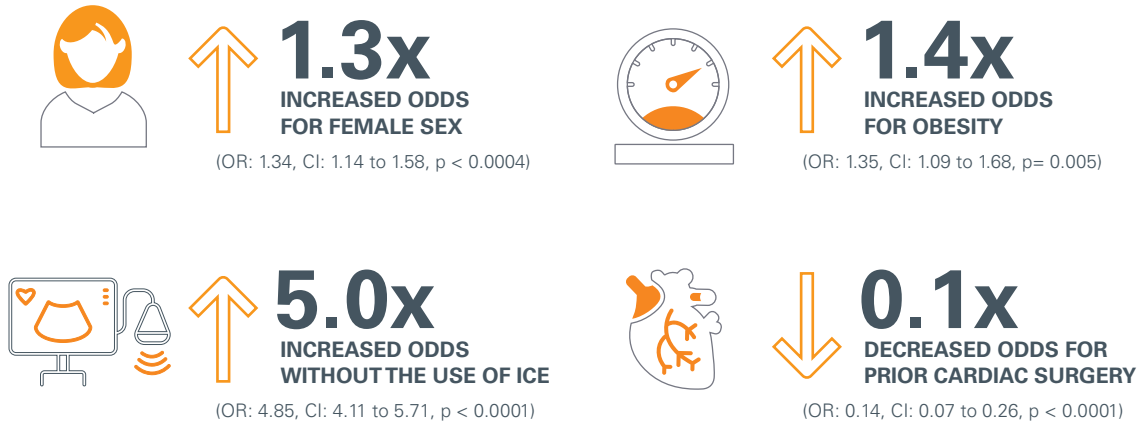 1.3x
INCREASED ODDS
FOR FEMALE SEX
(OR: 1.34, CI: 1.14 to 1.58, p < 0.0004)
1.4x
INCREASED ODDS
FOR OBESITY
(OR: 1.35, CI: 1.09 to 1.68, p= 0.005)
5.0x
INCREASED ODDS
WITHOUT THE USE OF ICE
(OR: 4.85, CI: 4.11 to 5.71, p < 0.0001)
0.1x
DECREASED ODDS FOR
PRIOR CARDIAC SURGERY
(OR: 0.14, CI: 0.07 to 0.26, p < 0.0001)